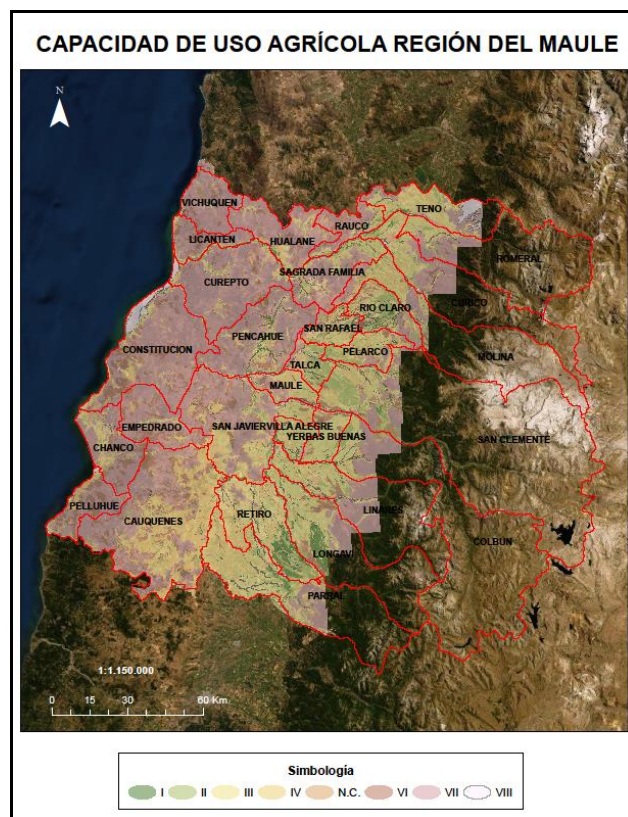 CAPACIDAD DE USO AGRÍCOLA REGIÓN DEL MAULE
N
VICHUQUEN
TENO
RAUCO
LICANTEN
HUALANE
ROMERAL
SAGRADA FAMILIA
CUREPTO
CURICO
RIO CLARO
SAN RAFAEL
PENCAHUE
CONSTITUCION
PELARCO
MOLINA
TALCA
MAULE
EMPEDRADO
SAN JAVIER
VILLA ALEGRE
YERBAS BUENAS
SAN CLEMENTE
CHANCO
PELLUHUE
CAUQUENES
RETIRO
LINARES
COLBUN
LONGAVI
PARRAL
1:1.150.000
0 15 30 60 Km.
Simbología
I II III IV N.C. VI VII VIII